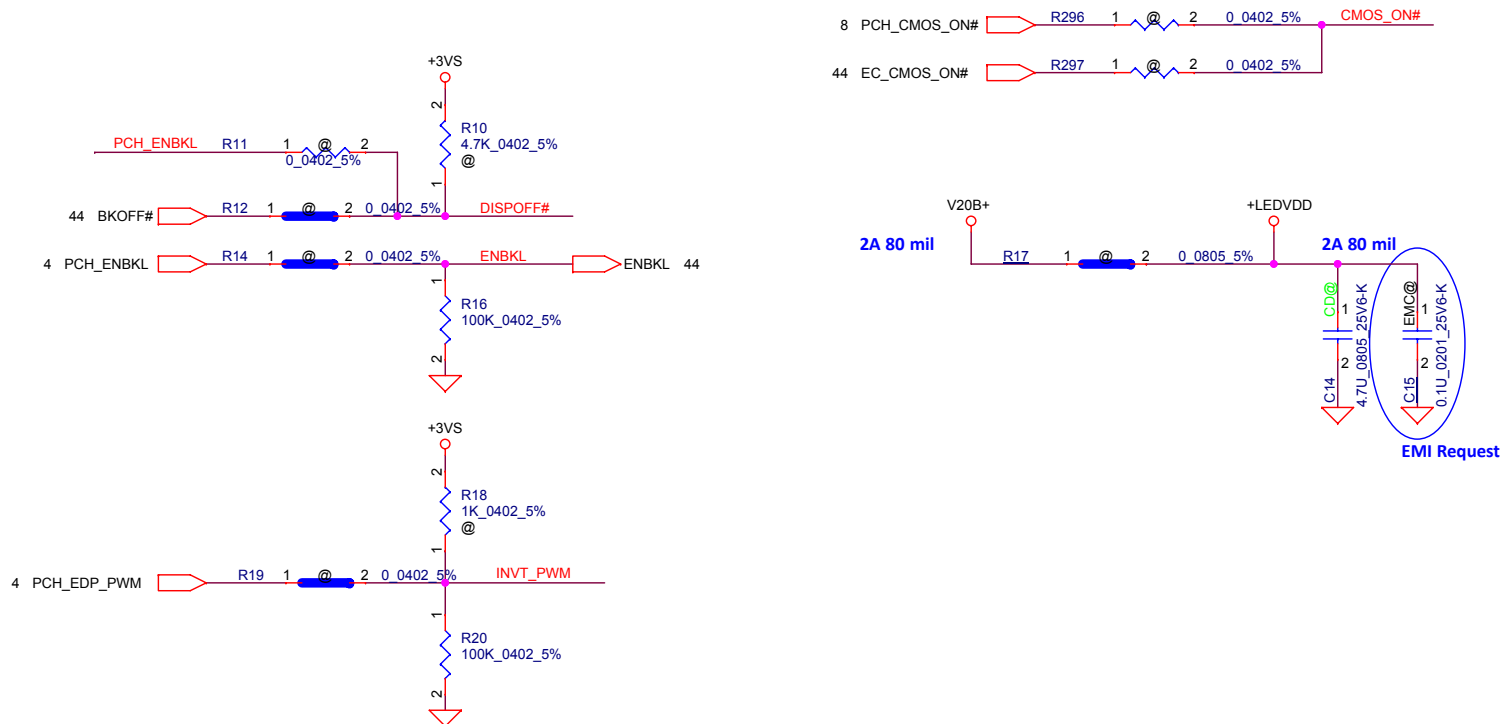 8 PCH_CMOS_ON# R296 1 @ 2 0_0402_5% CMOS_ON#
44 EC_CMOS_ON# R297 1 @ 2 0_0402_5%
+3VS
2
R10
4.7K_0402_5%
@
1
PCH_ENBKL R11 1 @ 2
0_0402_5%
44 BKOFF# R12 1 @ 2 0_0402_5% DISPOFF#
4 PCH_ENBKL R14 1 @ 2 0_0402_5% ENBKL ENBKL 44
1
R16
100K_0402_5%
2
V20B+ +LEDVDD
2A 80 mil 2A 80 mil
R17 1 @ 2 0_0805_5%
CD@
1
2
C14
4.7U_0805_25V6-K
EMC@
1
2
C15
0.1U_0201_25V6-K
EMI Request
+3VS
2
R18
1K_0402_5%
@
1
4 PCH_EDP_PWM R19 1 @ 2 0_0402_5% INVT_PWM
1
R20
100K_0402_5%
2